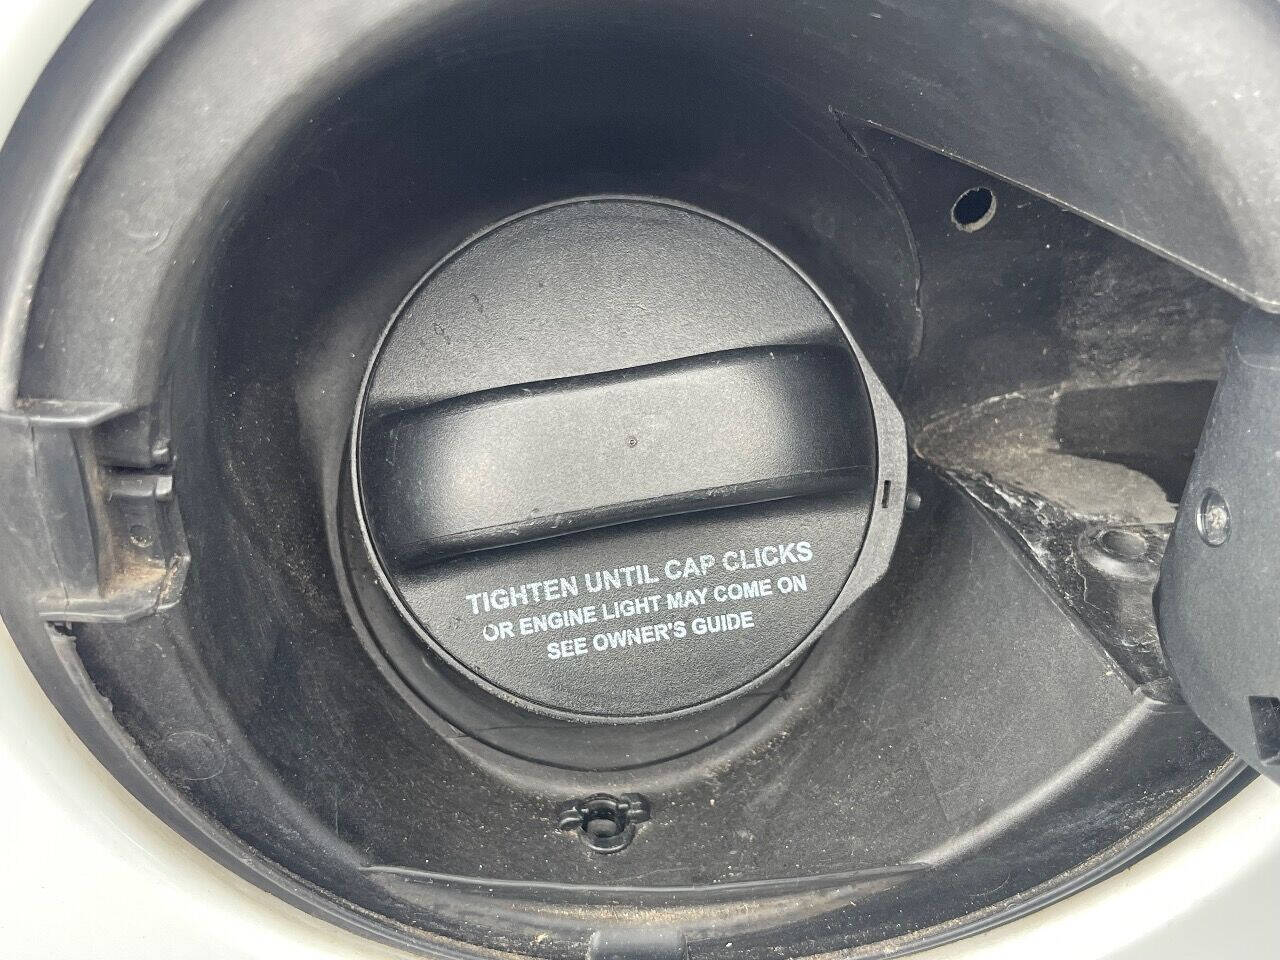 TIGHTEN UNTIL CAP CLICKS
OR ENGINE LIGHT MAY COME ON
SEE OWNER'S GUIDE